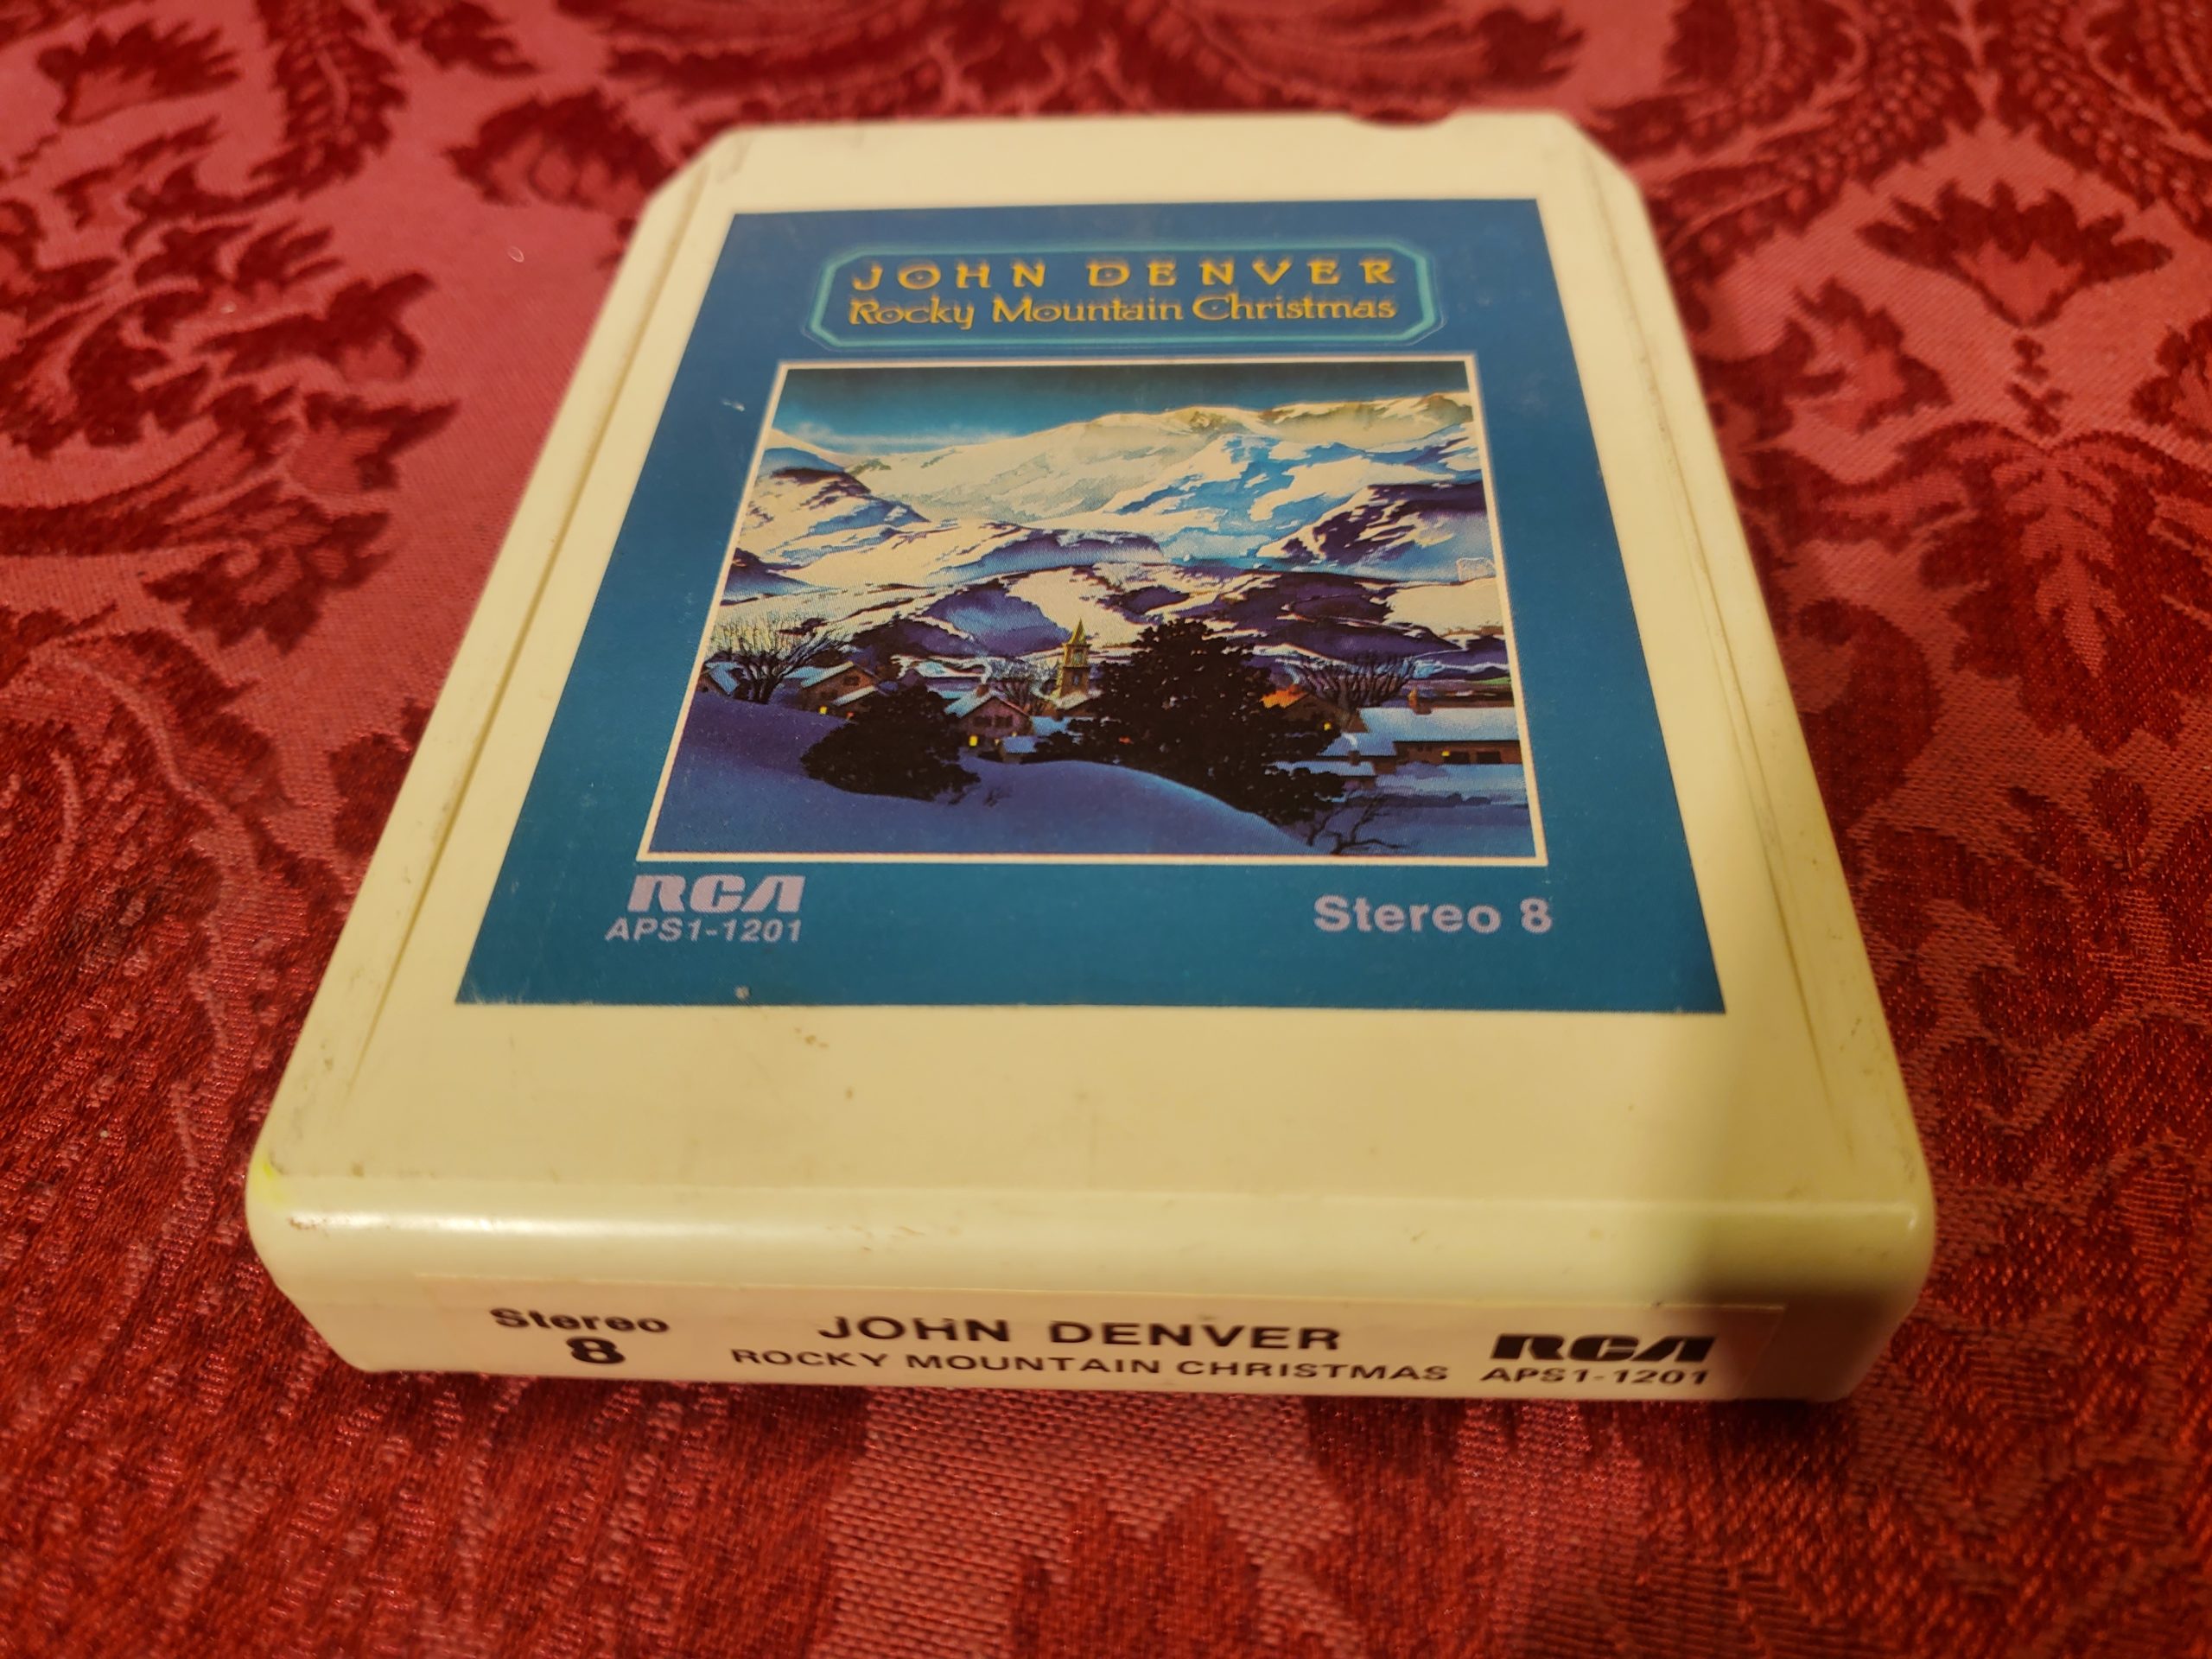 JOHN DENVER
Rocky Mountain Christmas
RCA
APS1-1201
Stereo 8
Stereo
8
JOHN DENVER
ROCKY MOUNTAIN CHRISTMAS
RCA
APS1-1201